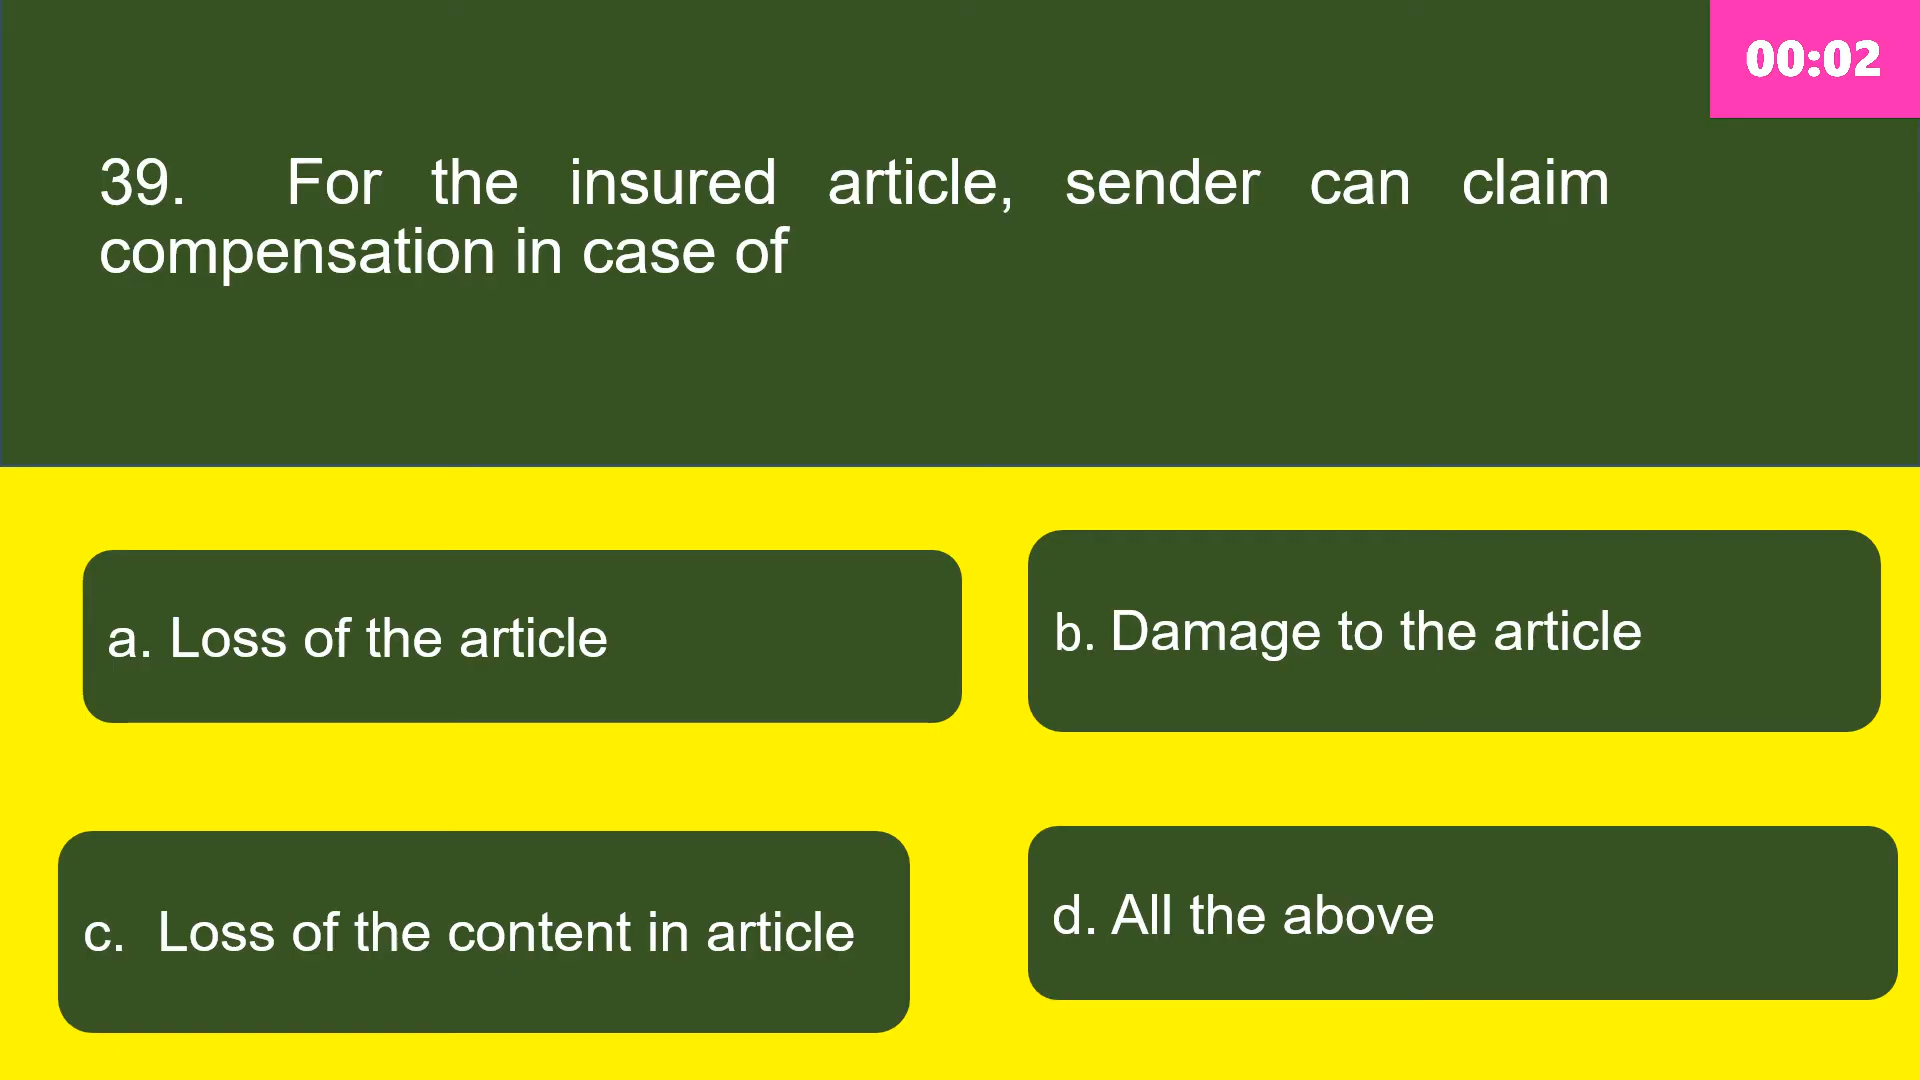 00:02
39. For the insured article, sender can claim
compensation in case of
a. Loss of the article
b. Damage to the article
c. Loss of the content in article
d. All the above